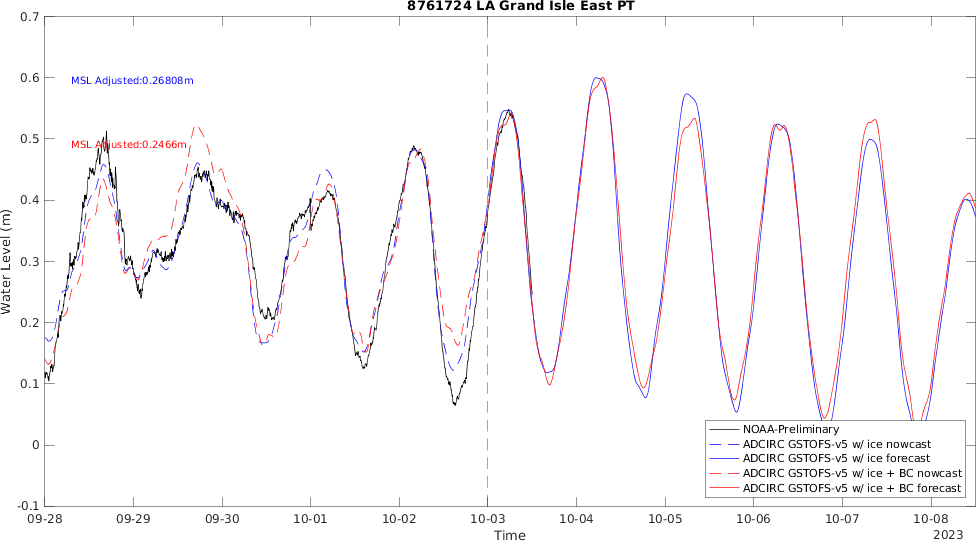 8761724 LA Grand Isle East PT
0.7
0.6
0.5
0.4
0.3
0.2
0.1
0
-0.1
Water Level (m)
MSL Adjusted:0.26808m
MSL Adjusted:0.2466m
NOAA-Preliminary
ADCIRC GSTOFS-v5 w/ ice nowcast
ADCIRC GSTOFS-v5 w/ ice forecast
ADCIRC GSTOFS-v5 w/ ice + BC nowcast
ADCIRC GSTOFS-v5 w/ ice + BC forecast
09-28 09-29 09-30 10-01 10-02 10-03 10-04 10-05 10-06 10-07 10-08
Time
2023